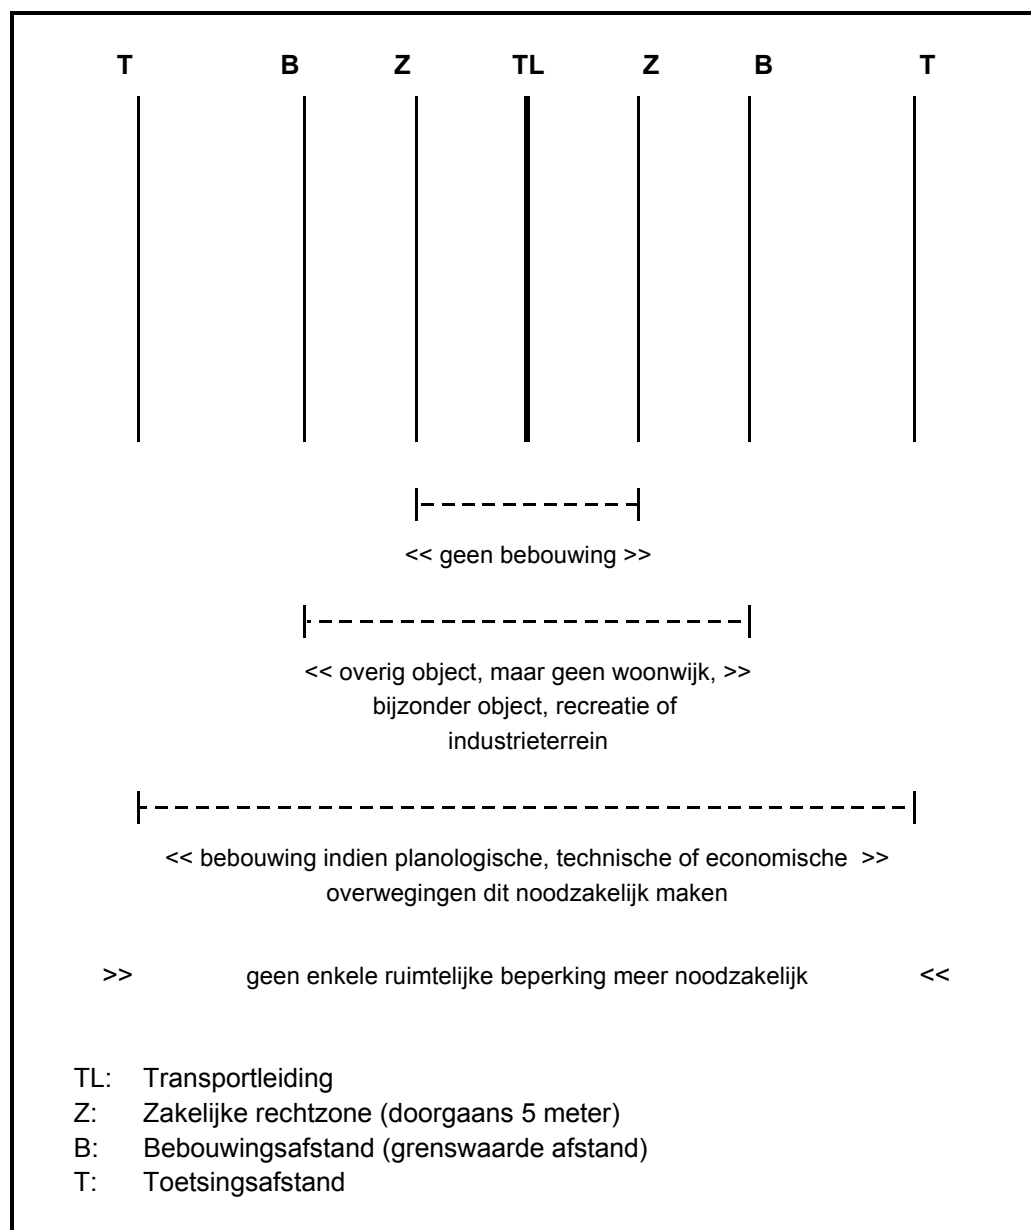 T B Z TL Z B T
<< geen bebouwing >>
<< overig object, maar geen woonwijk, >>
bijzonder object, recreatie of
industrieterrein
<< bebouwing indien planologische, technische of economische >>
overwegingen dit noodzakelijk maken
>> geen enkele ruimtelijke beperking meer noodzakelijk <<
TL: Transportleiding
Z: Zakelijke rechtzone (doorgaans 5 meter)
B: Bebouwingsafstand (grenswaarde afstand)
T: Toetsingsafstand